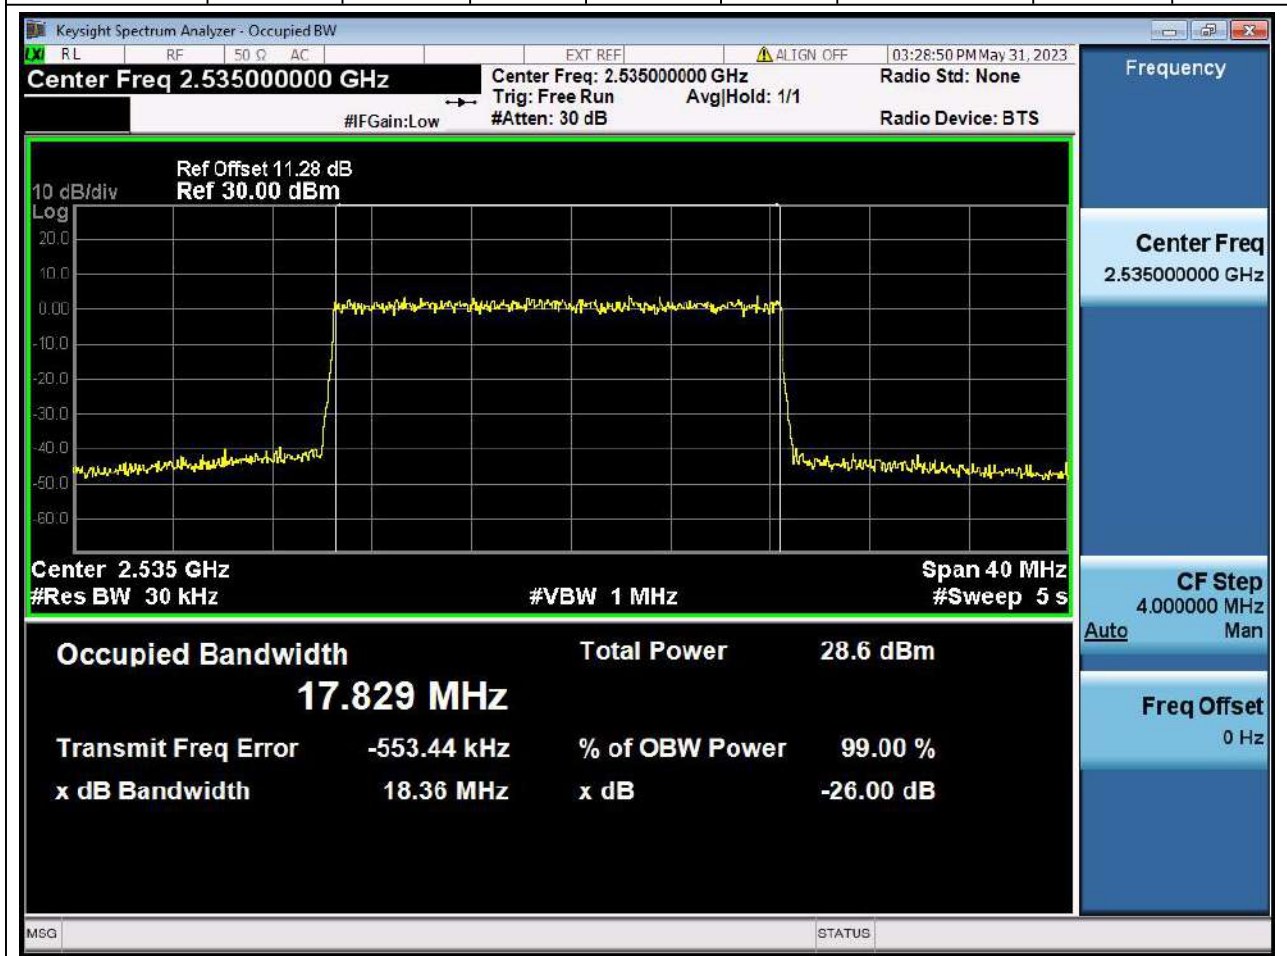 Keysight Spectrum Analyzer - Occupied BW
LXI RL RF 50 Ω AC EXT REF ALIGN OFF 03:28:50 PM May 31, 2023
Center Freq 2.535000000 GHz Center Freq: 2.535000000 GHz Radio Std: None
Trig: Free Run Avg|Hold: 1/1
#IFGain:Low #Atten: 30 dB Radio Device: BTS
Ref Offset 11.28 dB
10 dB/div Ref 30.00 dBm
Log
20.0
10.0
0.00
-10.0
-20.0
-30.0
-40.0
-50.0
-60.0
Center 2.535 GHz Span 40 MHz
#Res BW 30 kHz #VBW 1 MHz #Sweep 5 s
Occupied Bandwidth Total Power 28.6 dBm
17.829 MHz
Transmit Freq Error -553.44 kHz % of OBW Power 99.00 %
x dB Bandwidth 18.36 MHz x dB -26.00 dB
Frequency
Center Freq
2.535000000 GHz
CF Step
4.000000 MHz
Auto Man
Freq Offset
0 Hz
MSG STATUS